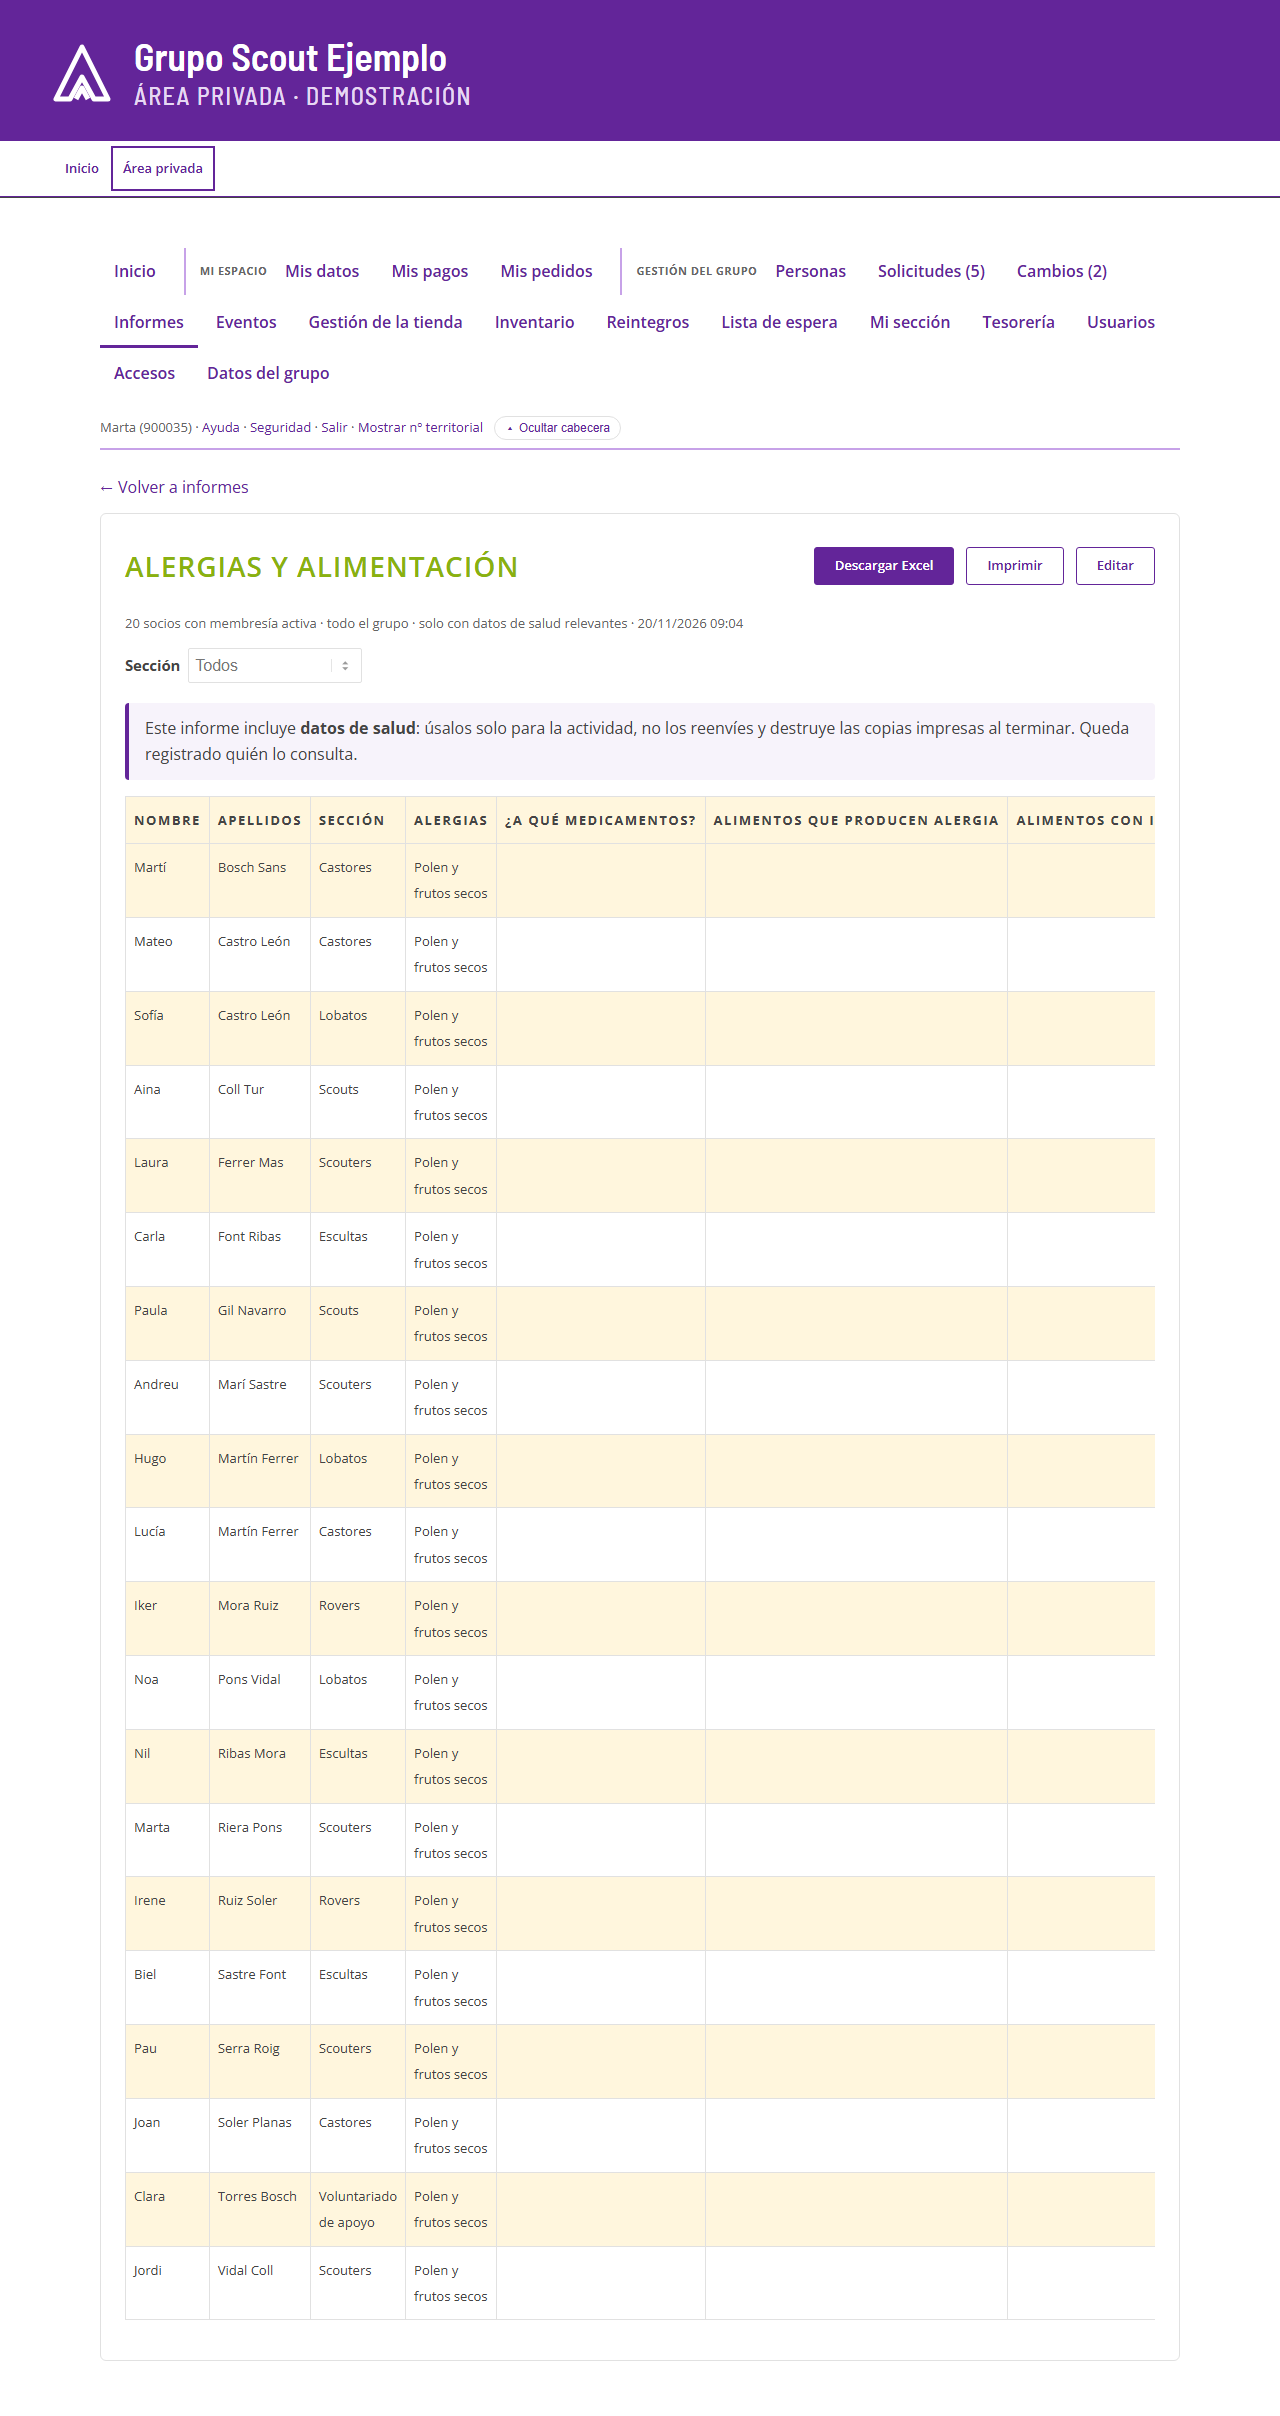 Grupo Scout Ejemplo
ÁREA PRIVADA · DEMOSTRACIÓN
Inicio Área privada
Inicio MI ESPACIO Mis datos Mis pagos Mis pedidos GESTIÓN DEL GRUPO Personas Solicitudes (5) Cambios (2)
Informes Eventos Gestión de la tienda Inventario Reintegros Lista de espera Mi sección Tesorería Usuarios
Accesos Datos del grupo
Marta (900035) · Ayuda · Seguridad · Salir · Mostrar nº territorial ▴ Ocultar cabecera
← Volver a informes
ALERGIAS Y ALIMENTACIÓN Descargar Excel Imprimir Editar
20 socios con membresía activa · todo el grupo · solo con datos de salud relevantes · 20/11/2026 09:04
Sección Todos
Este informe incluye datos de salud: úsalos solo para la actividad, no los reenvíes y destruye las copias impresas al terminar. Queda
registrado quién lo consulta.
NOMBRE APELLIDOS SECCIÓN ALERGIAS ¿A QUÉ MEDICAMENTOS? ALIMENTOS QUE PRODUCEN ALERGIA ALIMENTOS CON I
Martí Bosch Sans Castores Polen y
frutos secos
Mateo Castro León Castores Polen y
frutos secos
Sofía Castro León Lobatos Polen y
frutos secos
Aina Coll Tur Scouts Polen y
frutos secos
Laura Ferrer Mas Scouters Polen y
frutos secos
Carla Font Ribas Escultas Polen y
frutos secos
Paula Gil Navarro Scouts Polen y
frutos secos
Andreu Marí Sastre Scouters Polen y
frutos secos
Hugo Martín Ferrer Lobatos Polen y
frutos secos
Lucía Martín Ferrer Castores Polen y
frutos secos
Iker Mora Ruiz Rovers Polen y
frutos secos
Noa Pons Vidal Lobatos Polen y
frutos secos
Nil Ribas Mora Escultas Polen y
frutos secos
Marta Riera Pons Scouters Polen y
frutos secos
Irene Ruiz Soler Rovers Polen y
frutos secos
Biel Sastre Font Escultas Polen y
frutos secos
Pau Serra Roig Scouters Polen y
frutos secos
Joan Soler Planas Castores Polen y
frutos secos
Clara Torres Bosch Voluntariado Polen y
de apoyo frutos secos
Jordi Vidal Coll Scouters Polen y
frutos secos